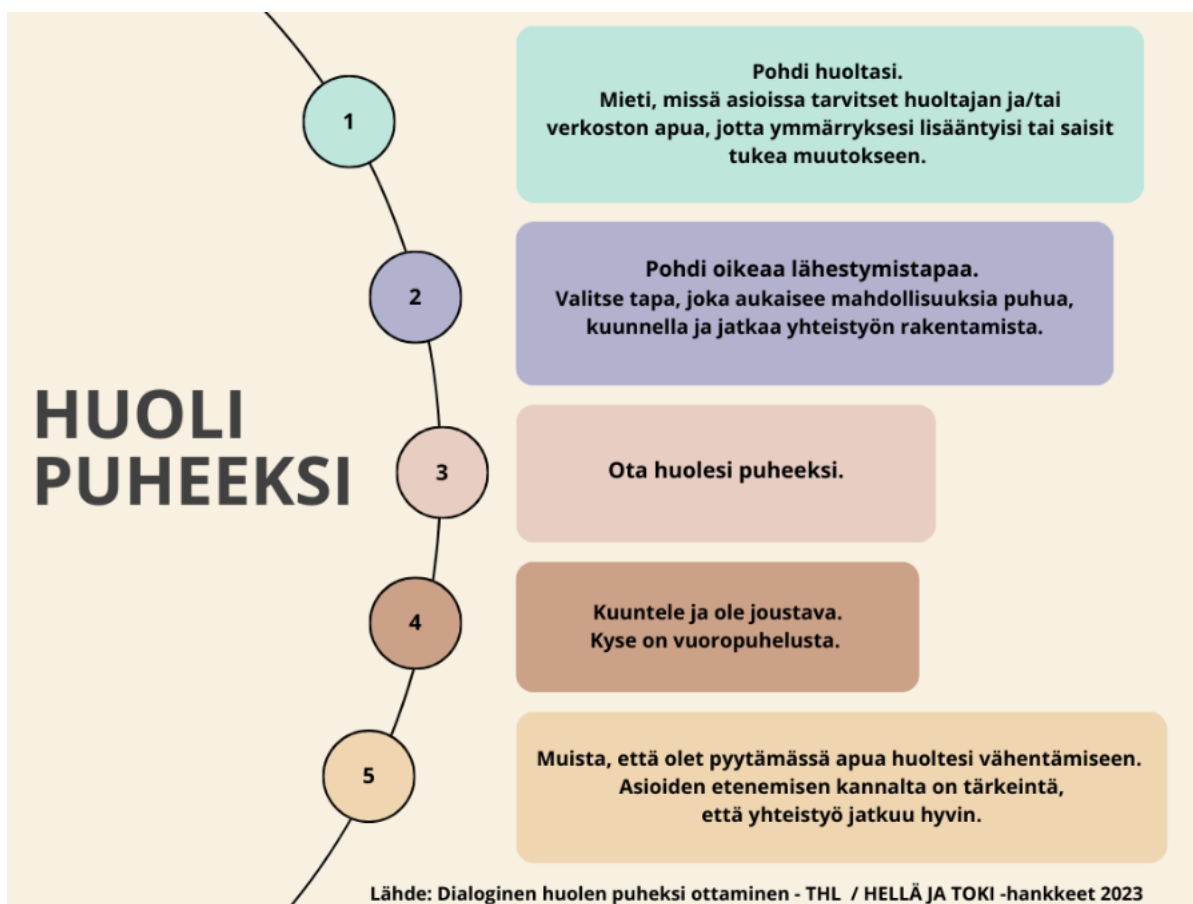 HUOLI
PUHEEKSI
1
Pohdi huoltasi.
Mieti, missä asioissa tarvitset huoltajan ja/tai
verkoston apua, jotta ymmärryksesi lisääntyisi tai saisit
tukea muutokseen.
2
Pohdi oikeaa lähestymistapaa.
Valitse tapa, joka aukaisee mahdollisuuksia puhua,
kuunnella ja jatkaa yhteistyön rakentamista.
3
Ota huolesi puheeksi.
4
Kuuntele ja ole joustava.
Kyse on vuoropuhelusta.
5
Muista, että olet pyytämässä apua huoltesi vähentämiseen.
Asioiden etenemisen kannalta on tärkeintä,
että yhteistyö jatkuu hyvin.
Lähde: Dialoginen huolen puheksi ottaminen - THL / HELLÄ JA TOKI -hankkeet 2023